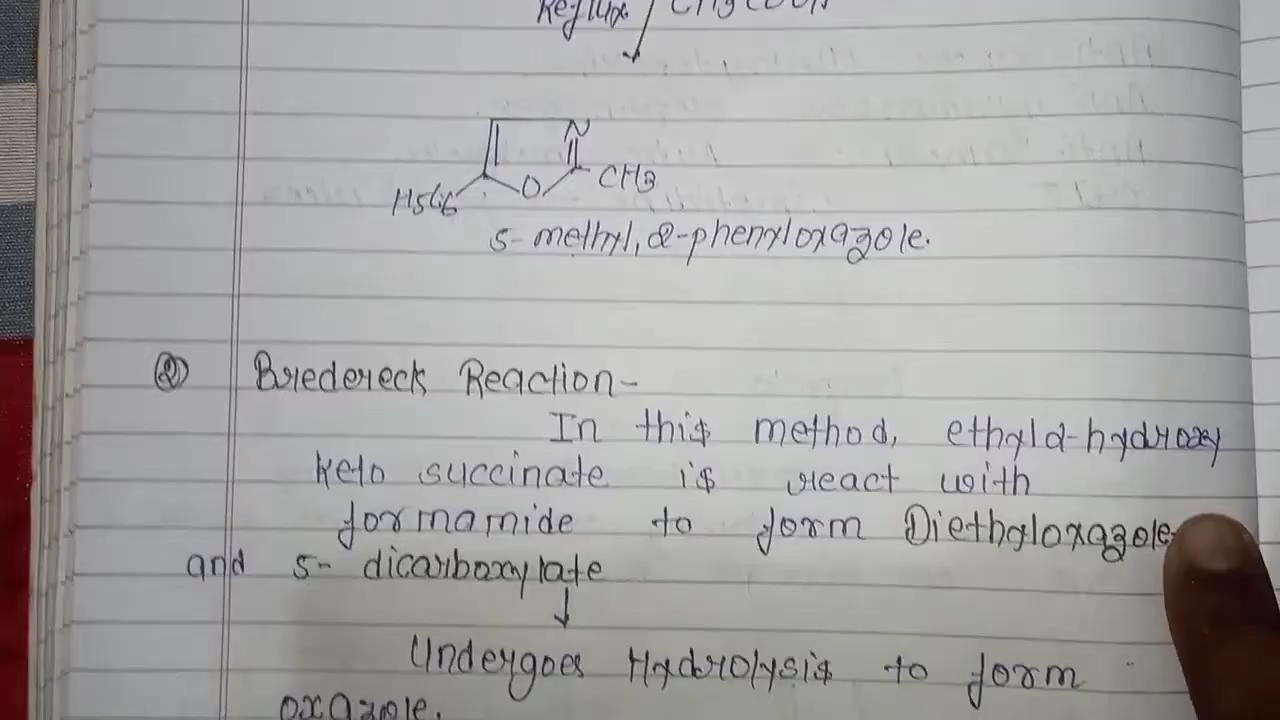 Reflux
N
O CH3
H5C6
5-methyl,2-phenyloxazole.
② Bredereck Reaction-
In this method, ethyl α-hydroxy
keto succinate is react with
formamide to form Diethyloxazole
and 5- dicarboxylate
↓
Undergoes Hydrolysis to form
oxazole.